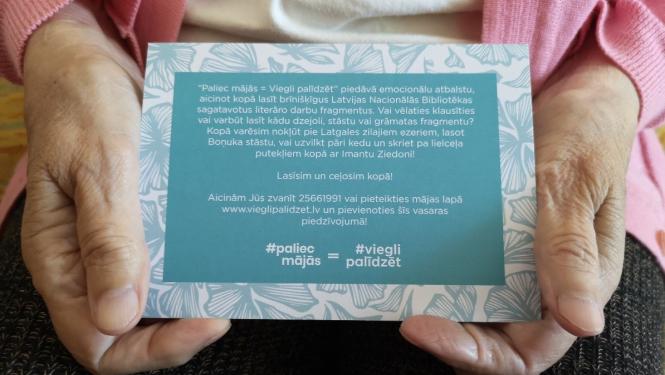 "Paliec mājās = Viegli palīdzēt" piedāvā emocionālu atbalstu,
aicinot kopā lasīt brīnišķīgus Latvijas Nacionālās Bibliotēkas
sagatavotus literāro darbu fragmentus. Vai vēlaties klausīties
vai varbūt lasīt kādu dzejoli, stāstu vai grāmatas fragmentu?
Kopā varēsim nokļūt pie Latgales zilajiem ezeriem, lasot
Boņuka stāstu, vai uzvilkt pāri kedu un skriet pa lielceļa
putekļiem kopā ar Imantu Ziedoni!
Lasīsim un ceļosim kopā!
Aicinām Jūs zvanīt 25661991 vai pieteikties mājas lapā
www.vieglipalidzet.lv un pievienoties šīs vasaras
piedzīvojumā!
#paliec mājās = #viegli palīdzēt